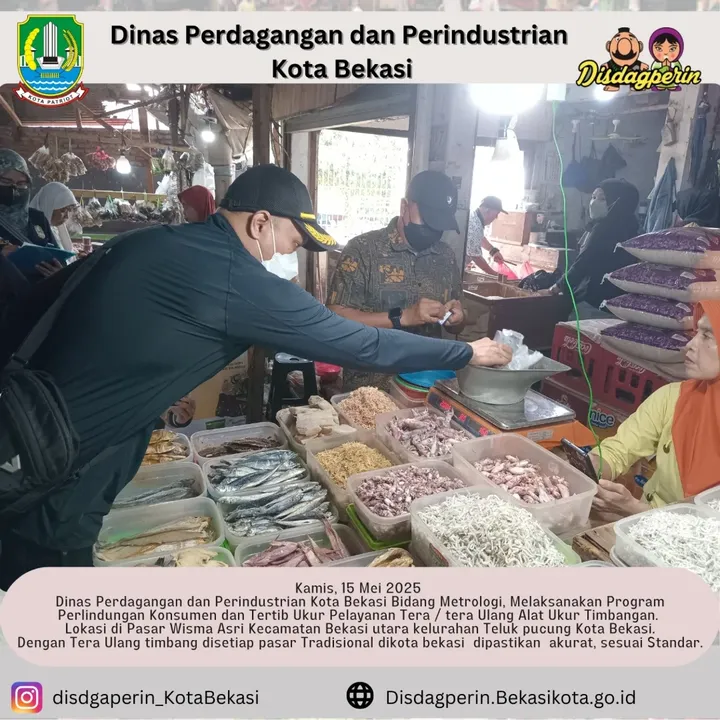 Dinas Perdagangan dan Perindustrian
Kota Bekasi
KOTA PATRIOT
Disdagperin
Kamis, 15 Mei 2025
Dinas Perdagangan dan Perindustrian Kota Bekasi Bidang Metrologi, Melaksanakan Program
Perlindungan Konsumen dan Tertib Ukur Pelayanan Tera / tera Ulang Alat Ukur Timbangan.
Lokasi di Pasar Wisma Asri Kecamatan Bekasi utara kelurahan Teluk pucung Kota Bekasi.
Dengan Tera Ulang timbang disetiap pasar Tradisional dikota bekasi dipastikan akurat, sesuai Standar.
disdgaperin_KotaBekasi
Disdagperin.Bekasikota.go.id